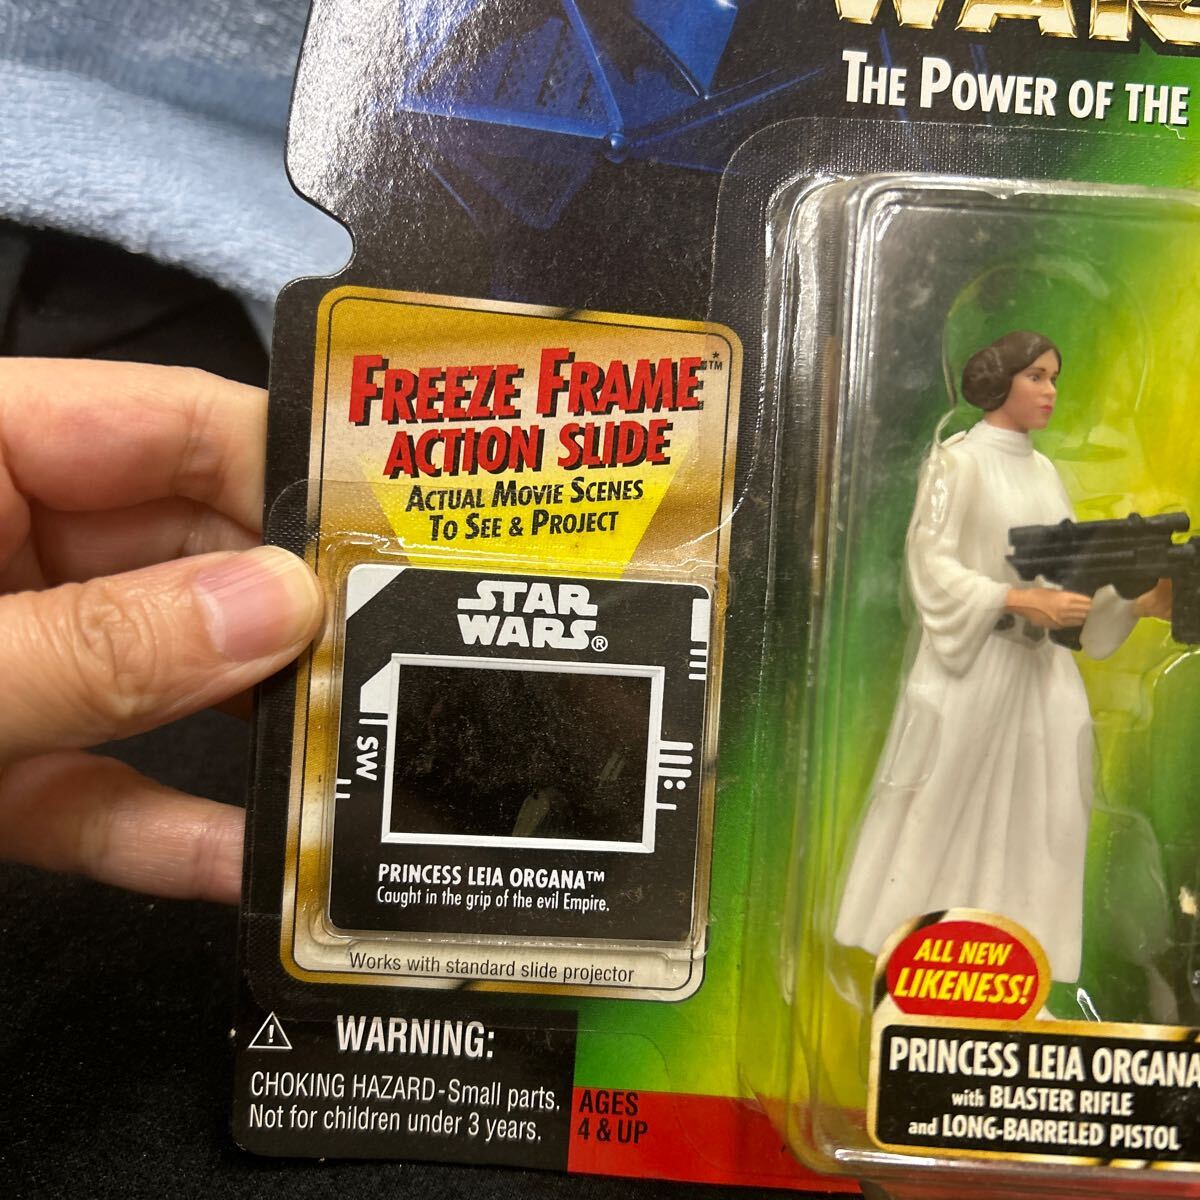 WARS
THE POWER OF THE
FREEZE FRAME™*
ACTION SLIDE
ACTUAL MOVIE SCENES
TO SEE & PROJECT
STAR
WARS®
SW
PRINCESS LEIA ORGANA™
Caught in the grip of the evil Empire.
Works with standard slide projector
WARNING:
CHOKING HAZARD-Small parts.
Not for children under 3 years.
AGES
4 & UP
ALL NEW
LIKENESS!
PRINCESS LEIA ORGANA
with BLASTER RIFLE
and LONG-BARRELED PISTOL